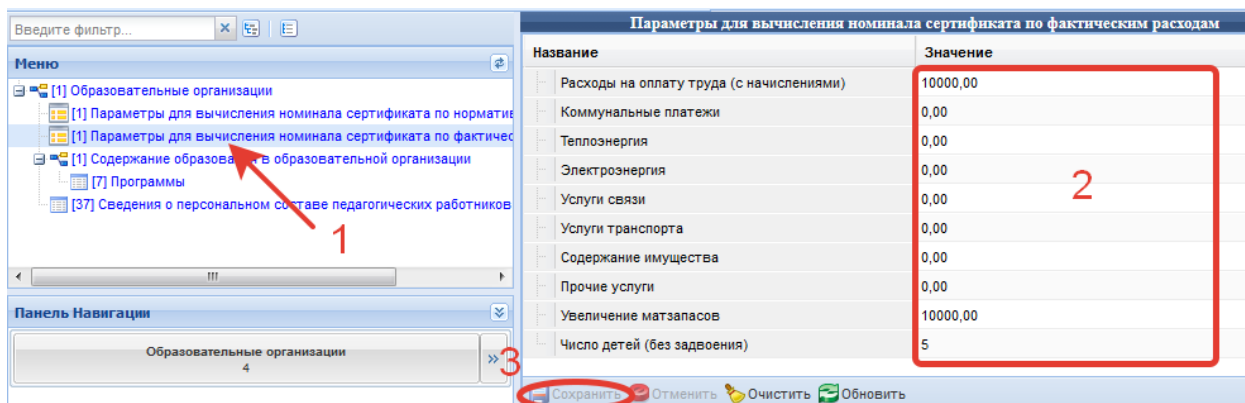 Введите фильтр...
Меню
[1] Образовательные организации
[1] Параметры для вычисления номинала сертификата по норматив
[1] Параметры для вычисления номинала сертификата по фактичес
[1] Содержание образования в образовательной организации
[7] Программы
[37] Сведения о персональном составе педагогических работников
1
Панель Навигации
Образовательные организации
4
»
3
Параметры для вычисления номинала сертификата по фактическим расходам
Название Значение
Расходы на оплату труда (с начислениями) 10000,00
Коммунальные платежи 0,00
Теплоэнергия 0,00
Электроэнергия 0,00
Услуги связи 0,00
Услуги транспорта 0,00
Содержание имущества 0,00
Прочие услуги 0,00
Увеличение матзапасов 10000,00
Число детей (без задвоения) 5
2
Сохранить Отменить Очистить Обновить